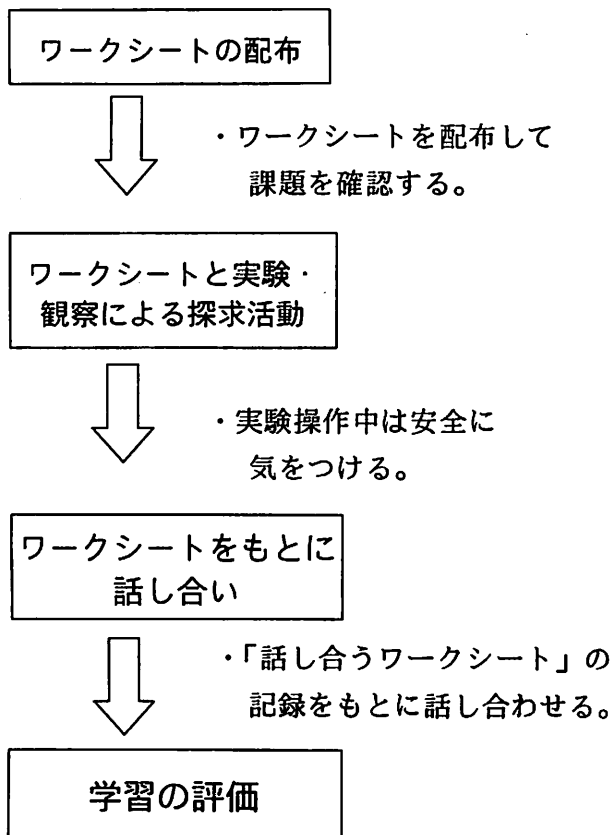 ワークシートの配布
・ワークシートを配布して
課題を確認する。
ワークシートと実験・
観察による探求活動
・実験操作中は安全に
気をつける。
ワークシートをもとに
話し合い
・「話し合うワークシート」の
記録をもとに話し合わせる。
学習の評価